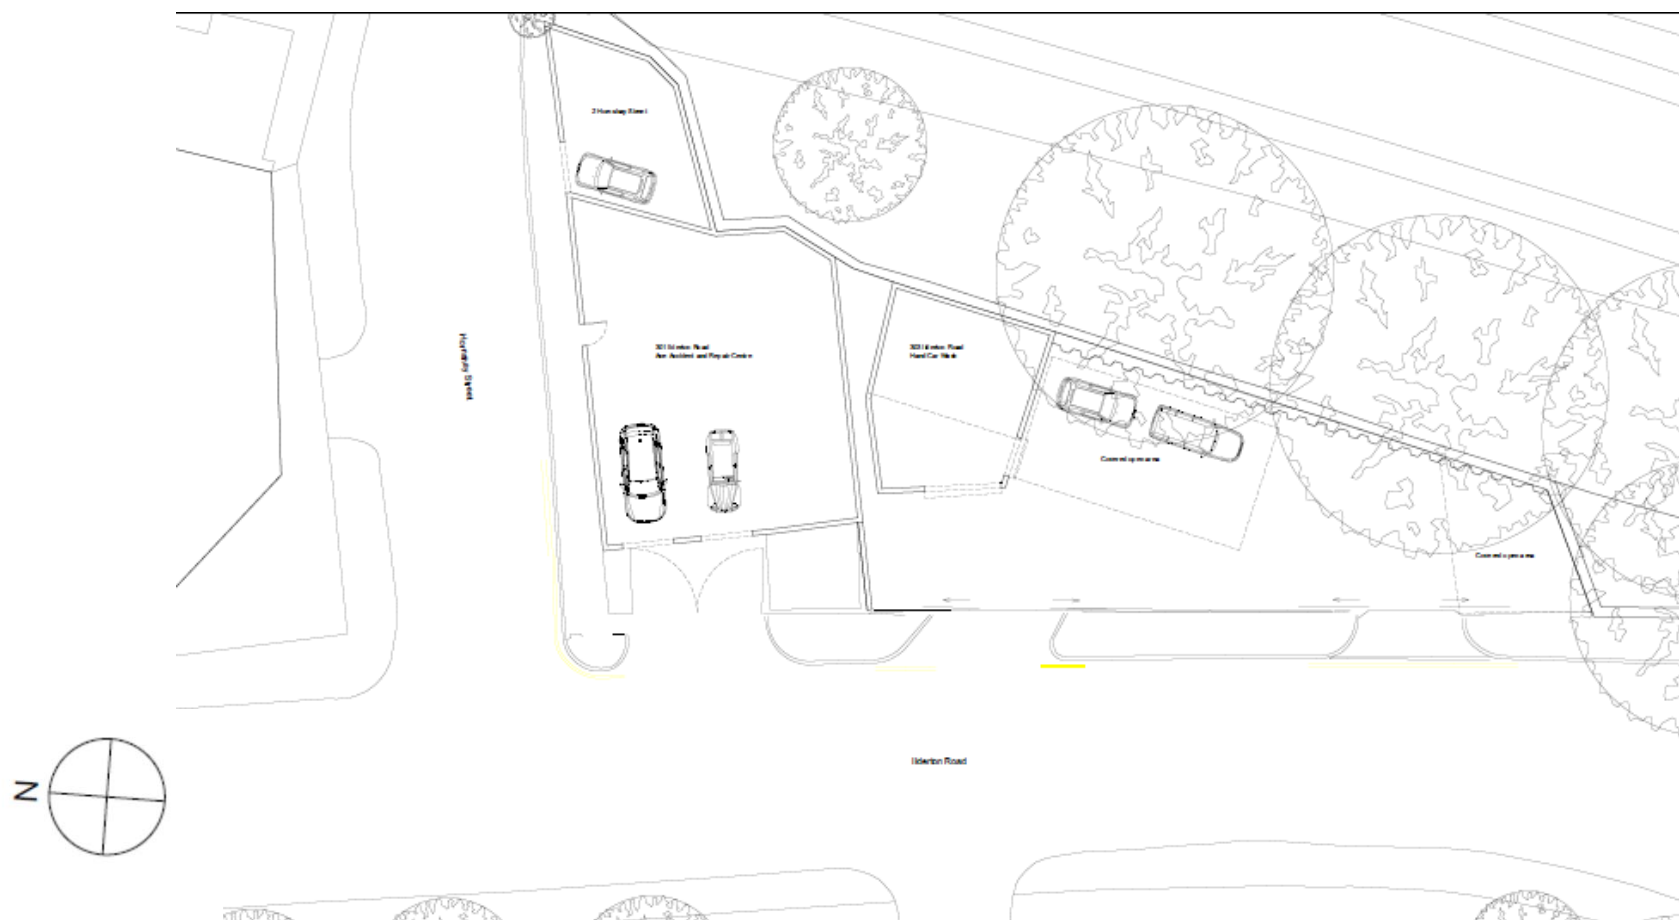 2 Hornshay Street
Hornshay Street
301 Ilderton Road
Ace Accident and Repair Centre
303 Ilderton Road
Hand Car Wash
Covered open area
Covered open area
Ilderton Road
N